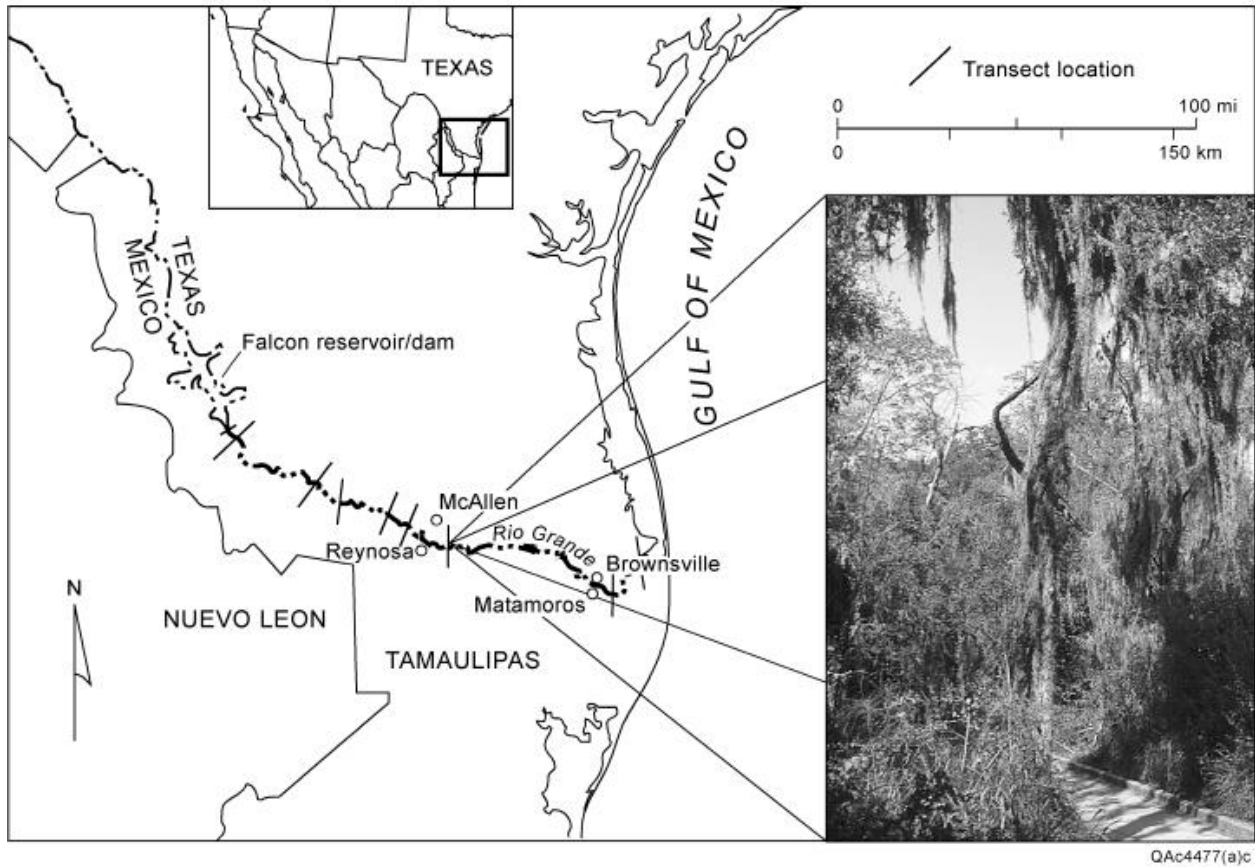 TEXAS
Transect location
0 100 mi
0 150 km
GULF OF MEXICO
TEXAS
MEXICO
Falcon reservoir/dam
McAllen
Rio Grande
Reynosa
Brownsville
Matamoros
N
NUEVO LEON
TAMAULIPAS
QAc4477(a)c